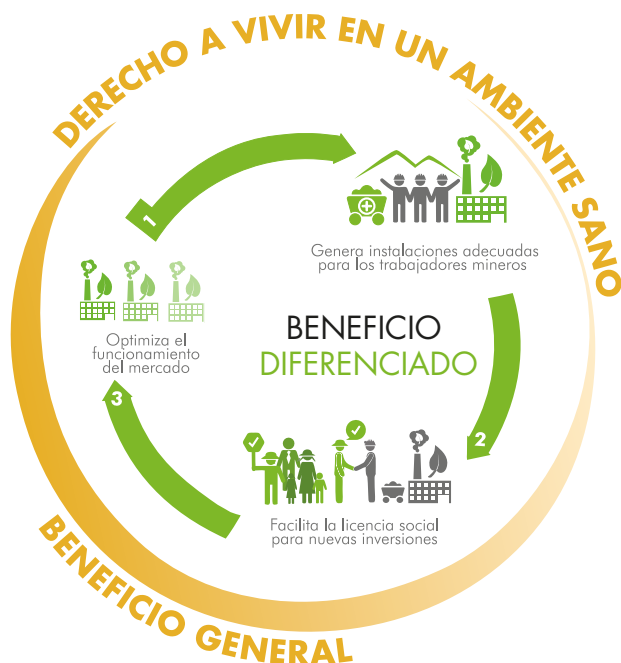 DERECHO A VIVIR EN UN AMBIENTE SANO
1
Genera instalaciones adecuadas
para los trabajadores mineros
Optimiza el
funcionamiento
del mercado
BENEFICIO
DIFERENCIADO
3
2
Facilita la licencia social
para nuevas inversiones
BENEFICIO GENERAL